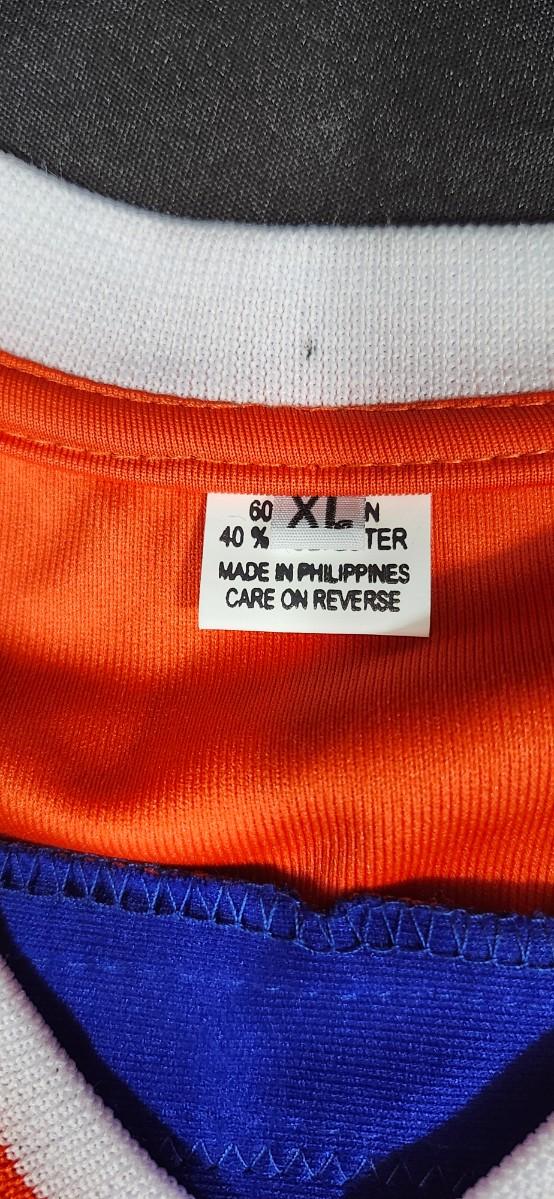 XL
60 N
40 % TER
MADE IN PHILIPPINES
CARE ON REVERSE